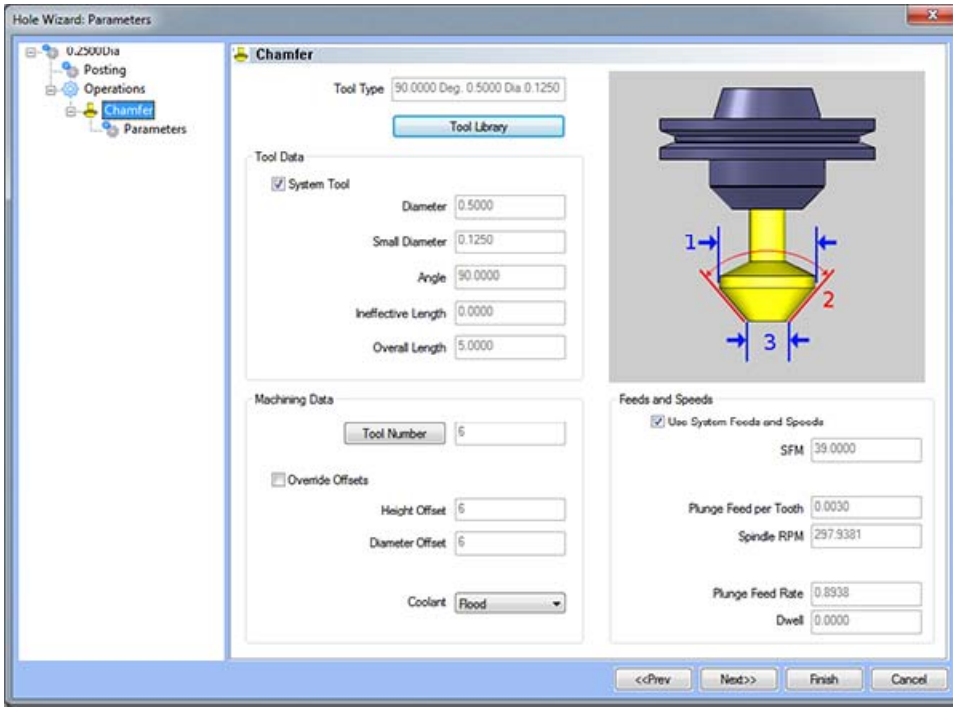 Hole Wizard: Parameters
0.2500Dia
Posting
Operations
Chamfer
Parameters
Chamfer
Tool Type 90.0000 Deg. 0.5000 Dia 0.1250
Tool Library
Tool Data
System Tool
Diameter 0.5000
Small Diameter 0.1250
Angle 90.0000
Ineffective Length 0.0000
Overall Length 5.0000
1
2
3
Machining Data
Tool Number 6
Override Offsets
Height Offset 6
Diameter Offset 6
Coolant Flood
Feeds and Speeds
Use System Feeds and Speeds
SFM 39.0000
Plunge Feed per Tooth 0.0030
Spindle RPM 297.9381
Plunge Feed Rate 0.8938
Dwell 0.0000
<<Prev Next>> Finish Cancel